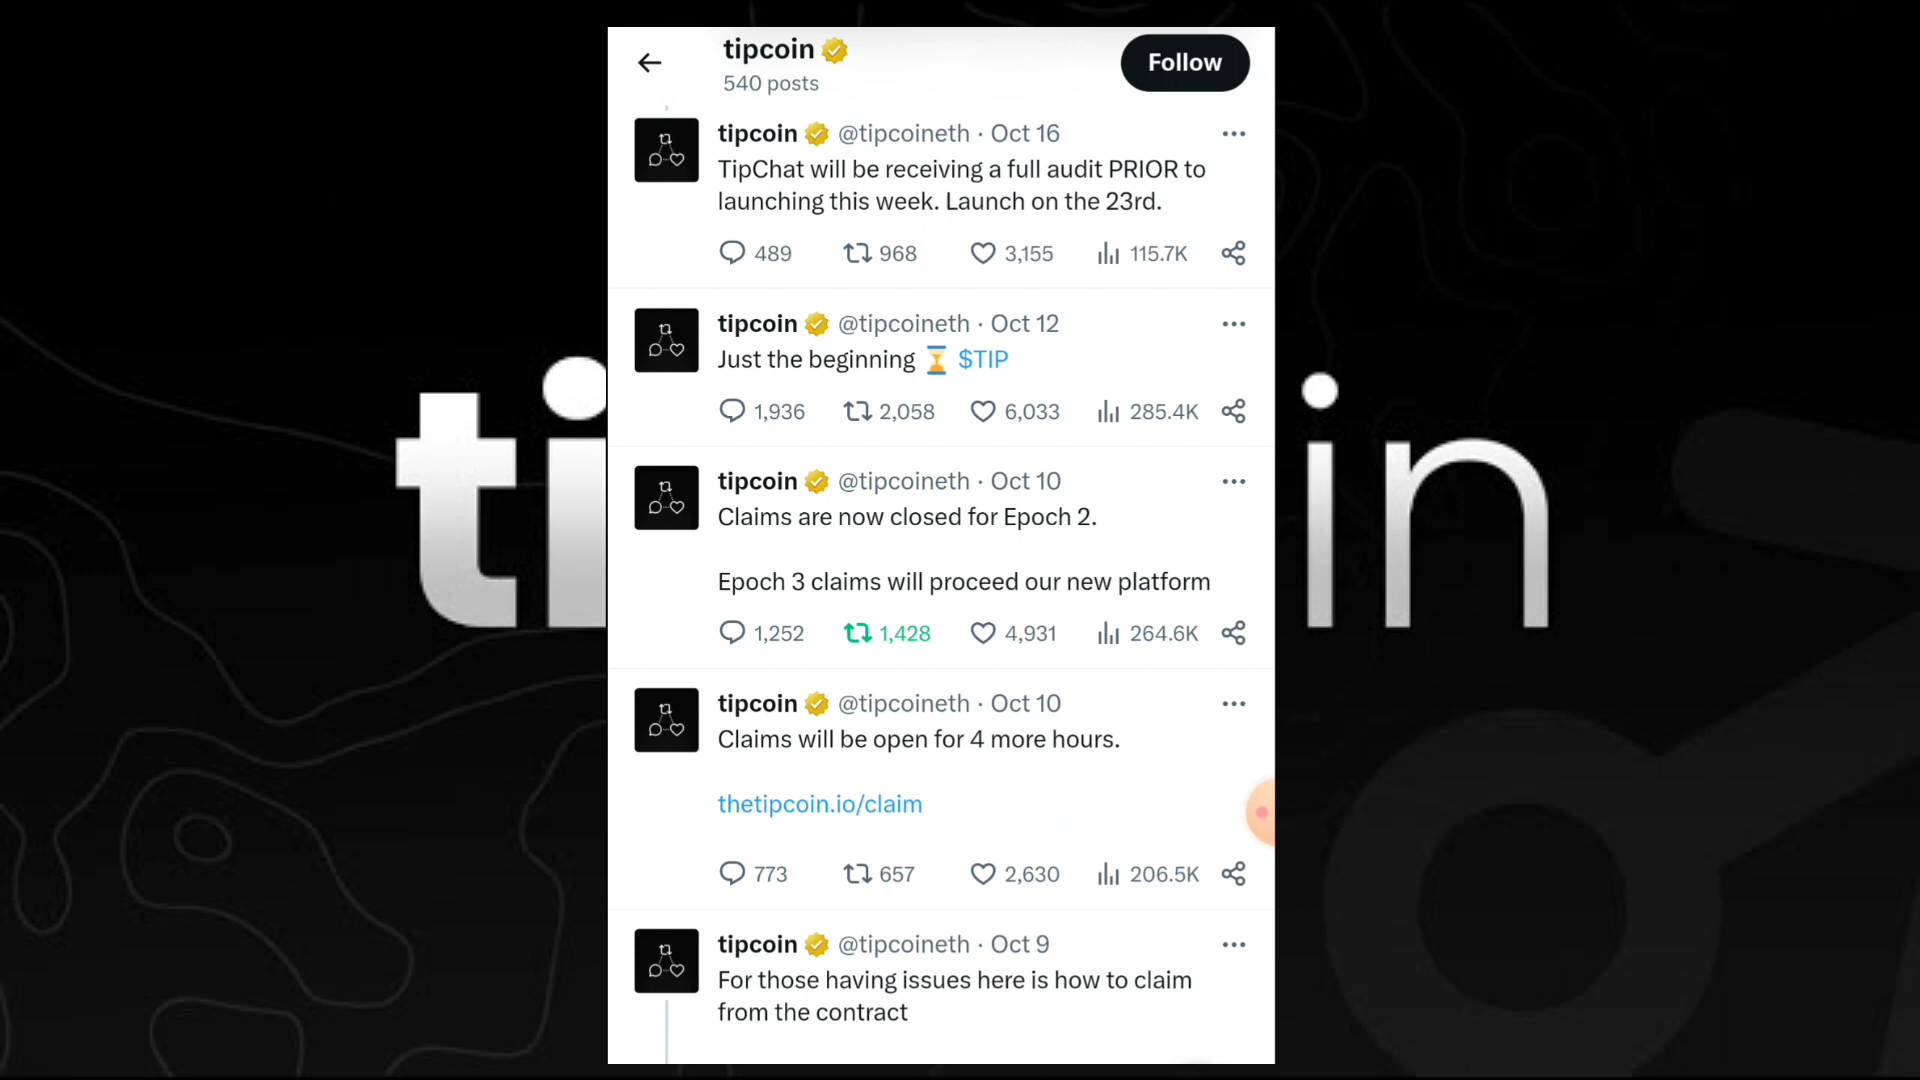 tipcoin
540 posts
Follow
tipcoin @tipcoineth · Oct 16
TipChat will be receiving a full audit PRIOR to
launching this week. Launch on the 23rd.
489 968 3,155 115.7K
tipcoin @tipcoineth · Oct 12
Just the beginning ⏳ $TIP
1,936 2,058 6,033 285.4K
ti in
tipcoin @tipcoineth · Oct 10
Claims are now closed for Epoch 2.
Epoch 3 claims will proceed our new platform
1,252 1,428 4,931 264.6K
tipcoin @tipcoineth · Oct 10
Claims will be open for 4 more hours.
thetipcoin.io/claim
773 657 2,630 206.5K
tipcoin @tipcoineth · Oct 9
For those having issues here is how to claim
from the contract